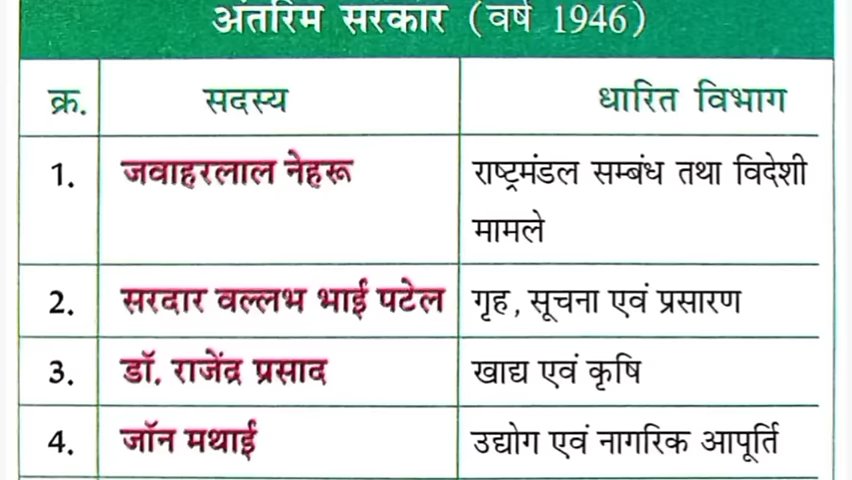 अंतरिम सरकार (वर्ष 1946)
क्र. सदस्य धारित विभाग
1. जवाहरलाल नेहरू राष्ट्रमंडल सम्बंध तथा विदेशी
मामले
2. सरदार वल्लभ भाई पटेल गृह, सूचना एवं प्रसारण
3. डॉ. राजेंद्र प्रसाद खाद्य एवं कृषि
4. जॉन मथाई उद्योग एवं नागरिक आपूर्ति